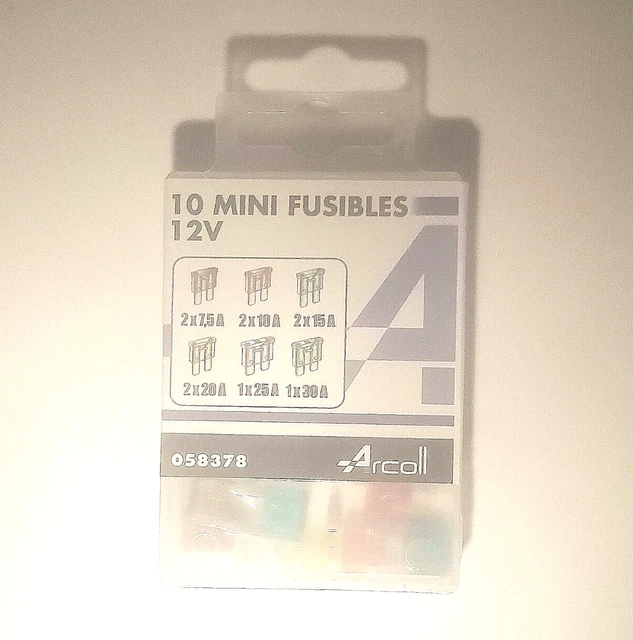 10 MINI FUSIBLES
12V
2x7,5A 2x10A 2x15A
2x20A 1x25A 1x30A
058378 Arcoll